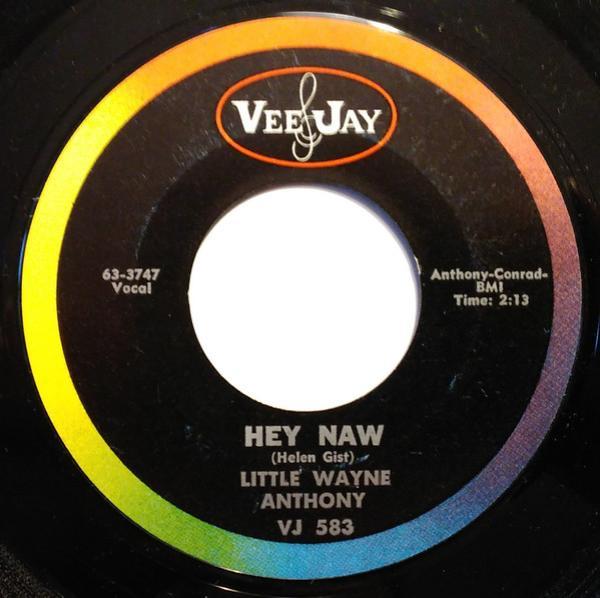 VEE JAY
63-3747
Vocal
Anthony-Conrad-
BMI
Time: 2:13
HEY NAW
(Helen Gist)
LITTLE WAYNE
ANTHONY
VJ 583